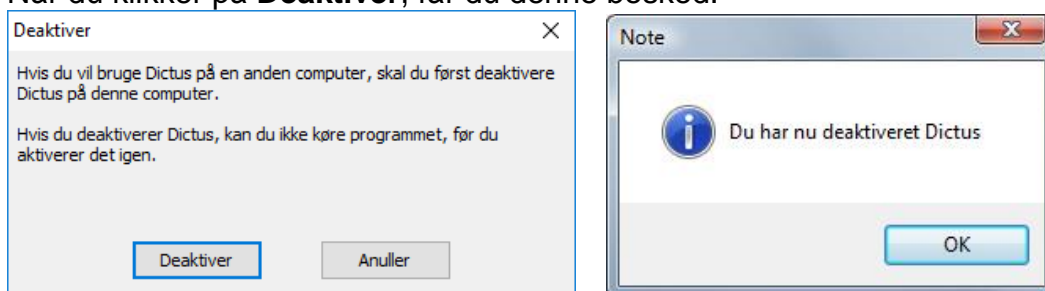 Når du klikker på Deaktiver, får du denne besked:
Deaktiver
Hvis du vil bruge Dictus på en anden computer, skal du først deaktivere
Dictus på denne computer.
Hvis du deaktiverer Dictus, kan du ikke køre programmet, før du
aktiverer det igen.
Deaktiver
Anuller
Note
Du har nu deaktiveret Dictus
OK